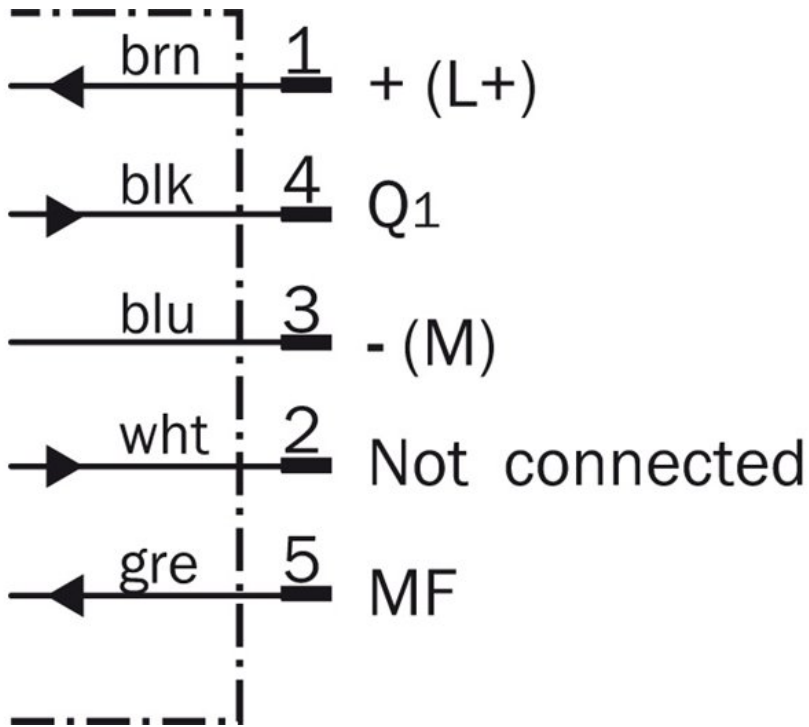 brn 1 + (L+)
blk 4 Q1
blu 3 - (M)
wht 2 Not connected
gre 5 MF